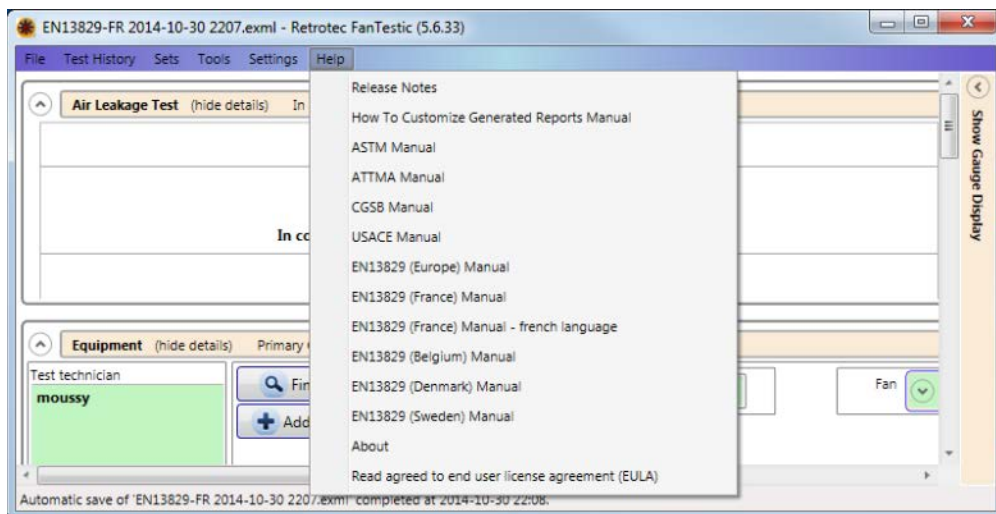 EN13829-FR 2014-10-30 2207.exml - Retrotec FanTestic (5.6.33)
File Test History Sets Tools Settings Help
Air Leakage Test (hide details) In
In co
Release Notes
How To Customize Generated Reports Manual
ASTM Manual
ATTMA Manual
CGSB Manual
USACE Manual
EN13829 (Europe) Manual
EN13829 (France) Manual
EN13829 (France) Manual - french language
EN13829 (Belgium) Manual
EN13829 (Denmark) Manual
EN13829 (Sweden) Manual
About
Read agreed to end user license agreement (EULA)
Show Gauge Display
Equipment (hide details) Primary
Test technician
moussy
Fin
Add
Fan
Automatic save of 'EN13829-FR 2014-10-30 2207.exml' completed at 2014-10-30 22:08.